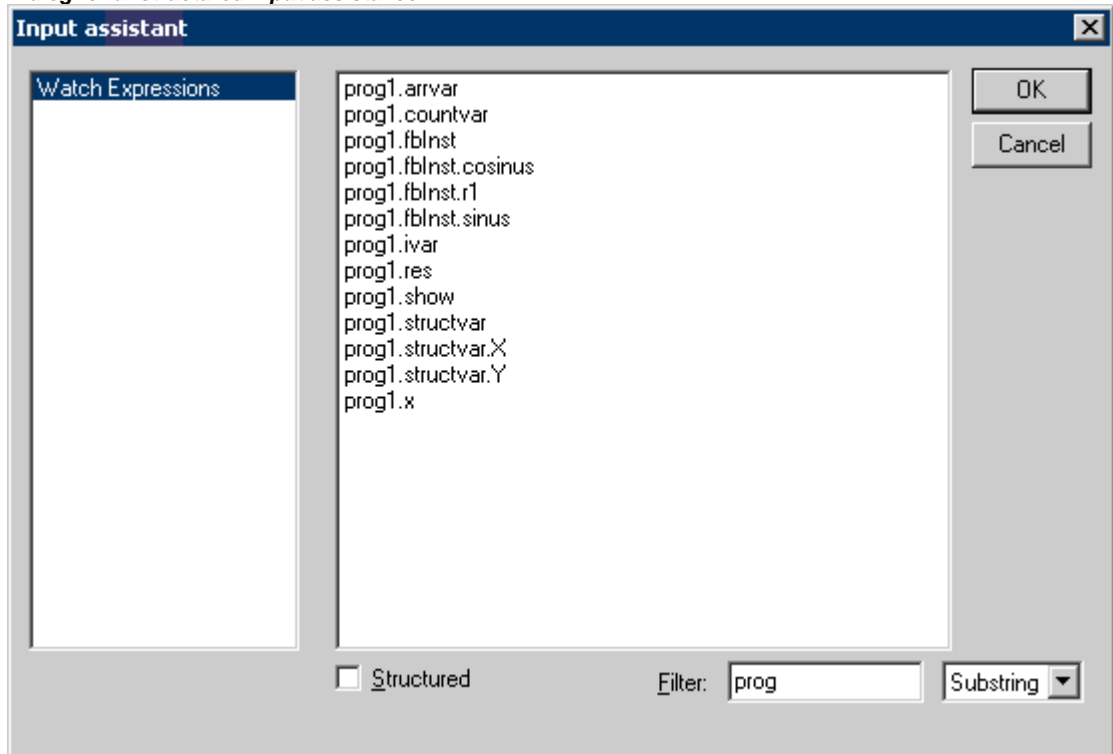 Input assistant
Watch Expressions
prog1.arrvar
prog1.countvar
prog1.fbInst
prog1.fbInst.cosinus
prog1.fbInst.r1
prog1.fbInst.sinus
prog1.ivar
prog1.res
prog1.show
prog1.structvar
prog1.structvar.X
prog1.structvar.Y
prog1.x
OK
Cancel
Structured
Filter: prog Substring